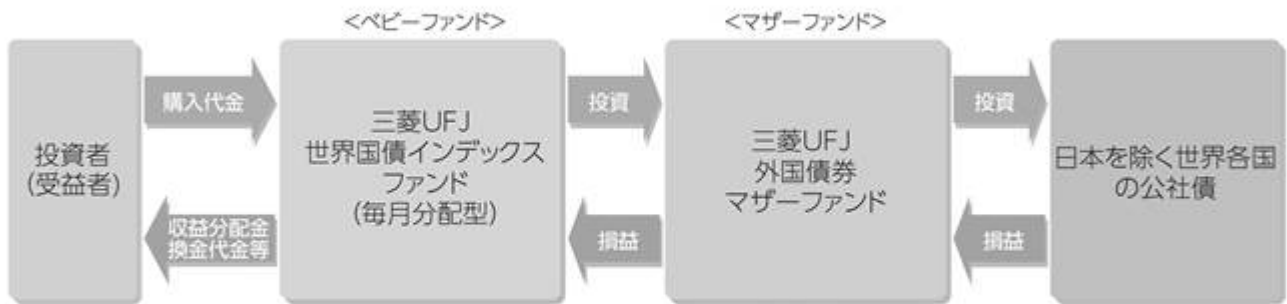 <ベビーファンド>
<マザーファンド>
投資者
(受益者)
購入代金
収益分配金
換金代金等
三菱UFJ
世界国債インデックス
ファンド
(毎月分配型)
投資
損益
三菱UFJ
外国債券
マザーファンド
投資
損益
日本を除く世界各国
の公社債